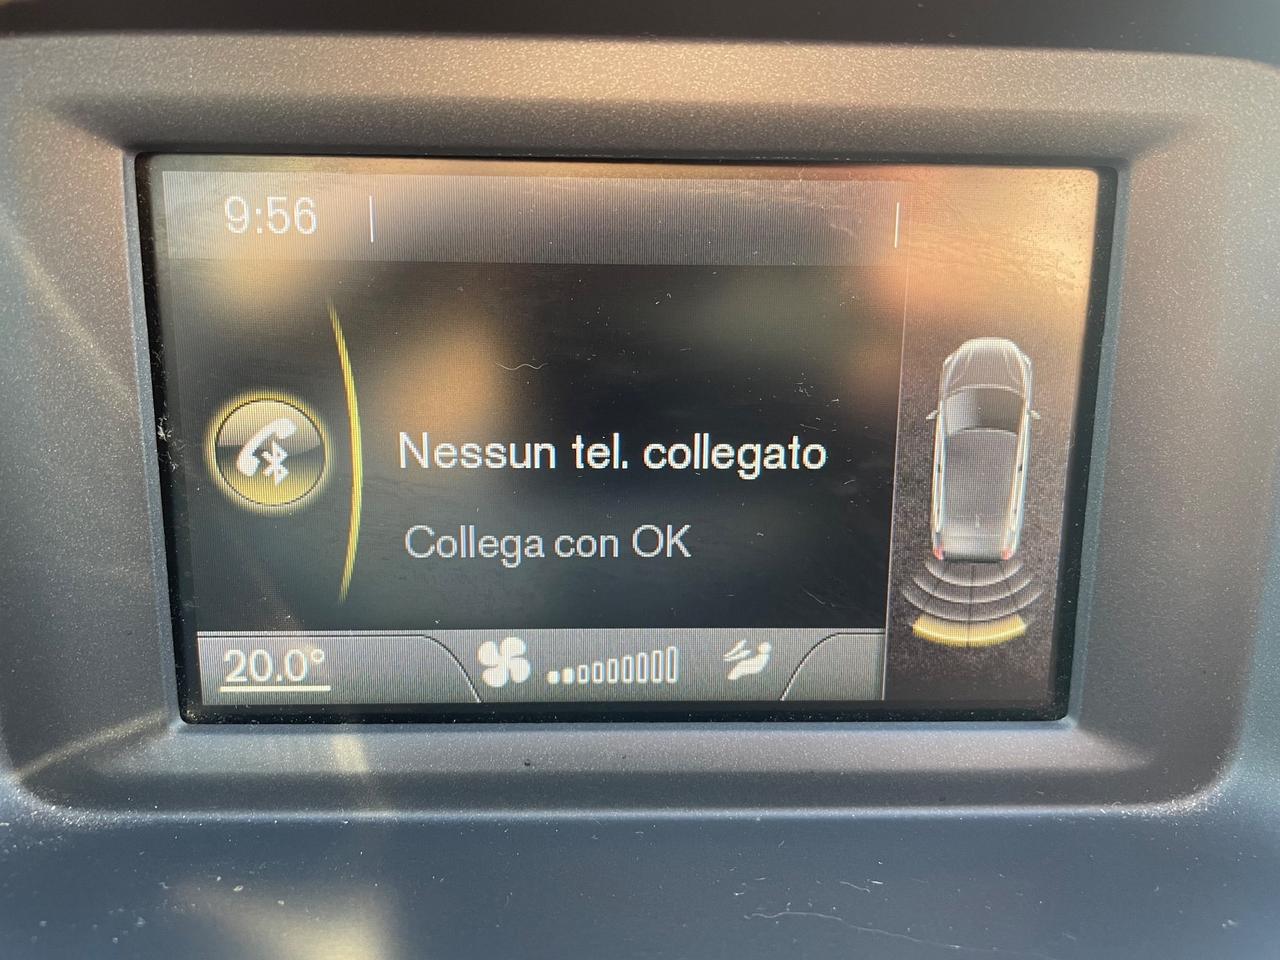 9:56
Nessun tel. collegato
Collega con OK
20.0°